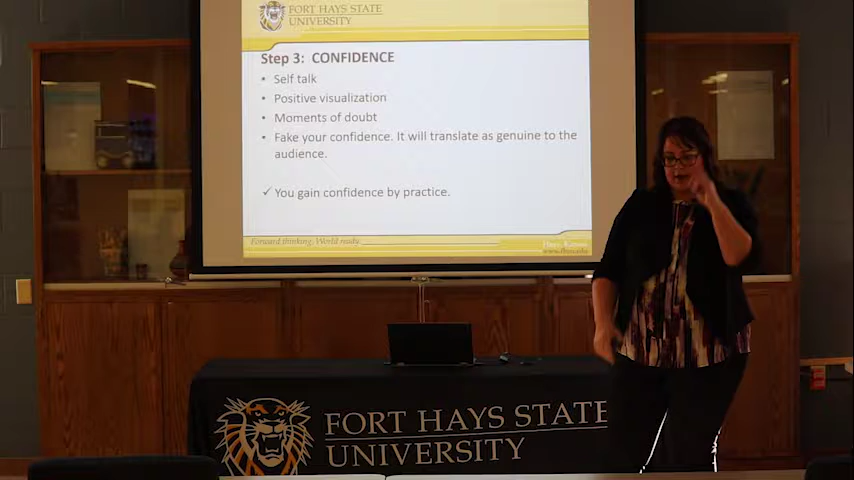 FORT HAYS STATE
UNIVERSITY
Step 3: CONFIDENCE
• Self talk
• Positive visualization
• Moments of doubt
• Fake your confidence. It will translate as genuine to the
audience.
✓ You gain confidence by practice.
Forward thinking. World ready.
FORT HAYS STATE
UNIVERSITY